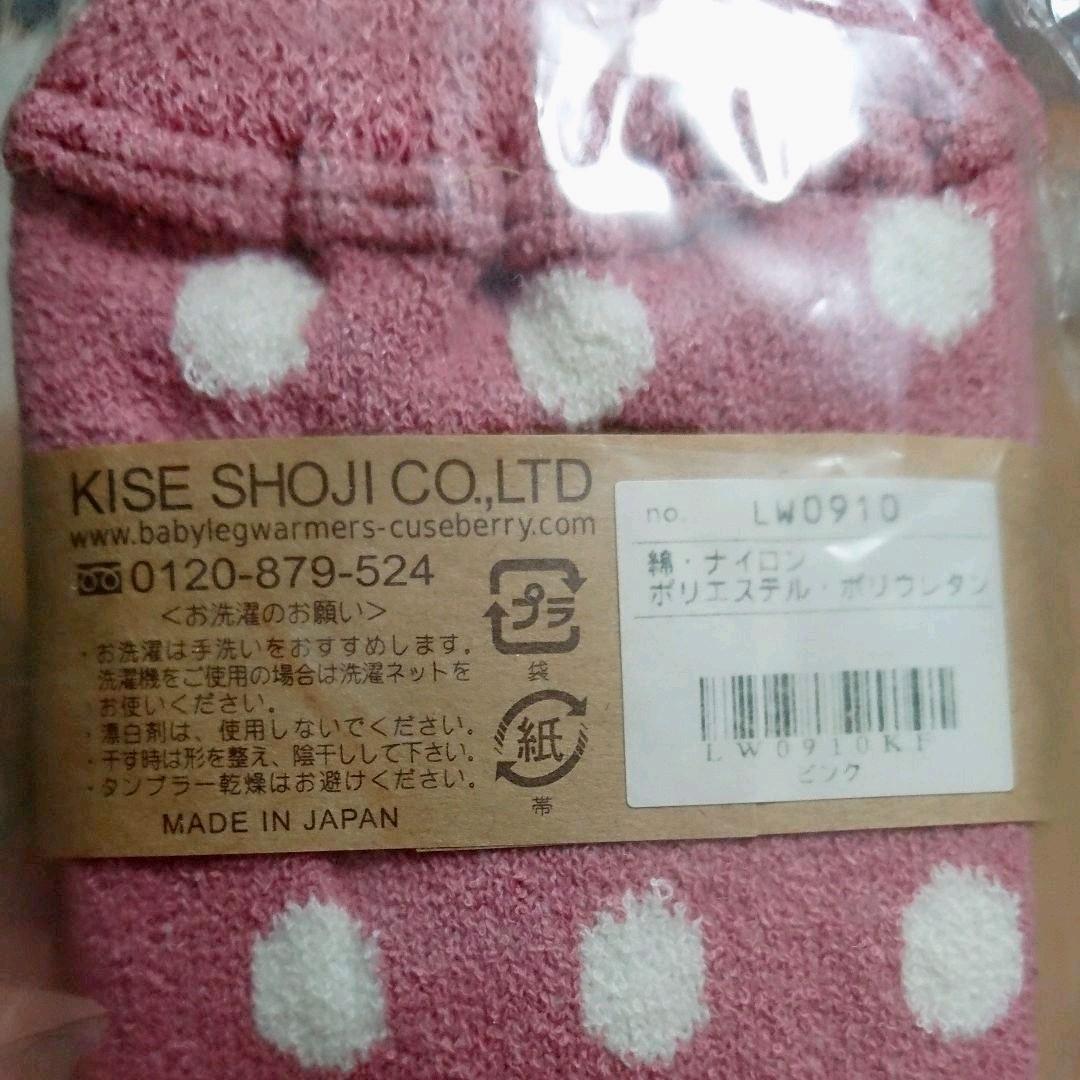 KISE SHOJI CO.,LTD
www.babylegwarmers-cuseberry.com
0120-879-524
＜お洗濯のお願い＞
・お洗濯は手洗いをおすすめします。
洗濯機をご使用の場合は洗濯ネットを
お使いください。
・漂白剤は、使用しないでください。
・干す時は形を整え、陰干しして下さい。
・タンブラー乾燥はお避けください。
MADE IN JAPAN
プラ
袋
紙
帯
no. LW0910
綿・ナイロン
ポリエステル・ポリウレタン
LW0910KF
ピンク